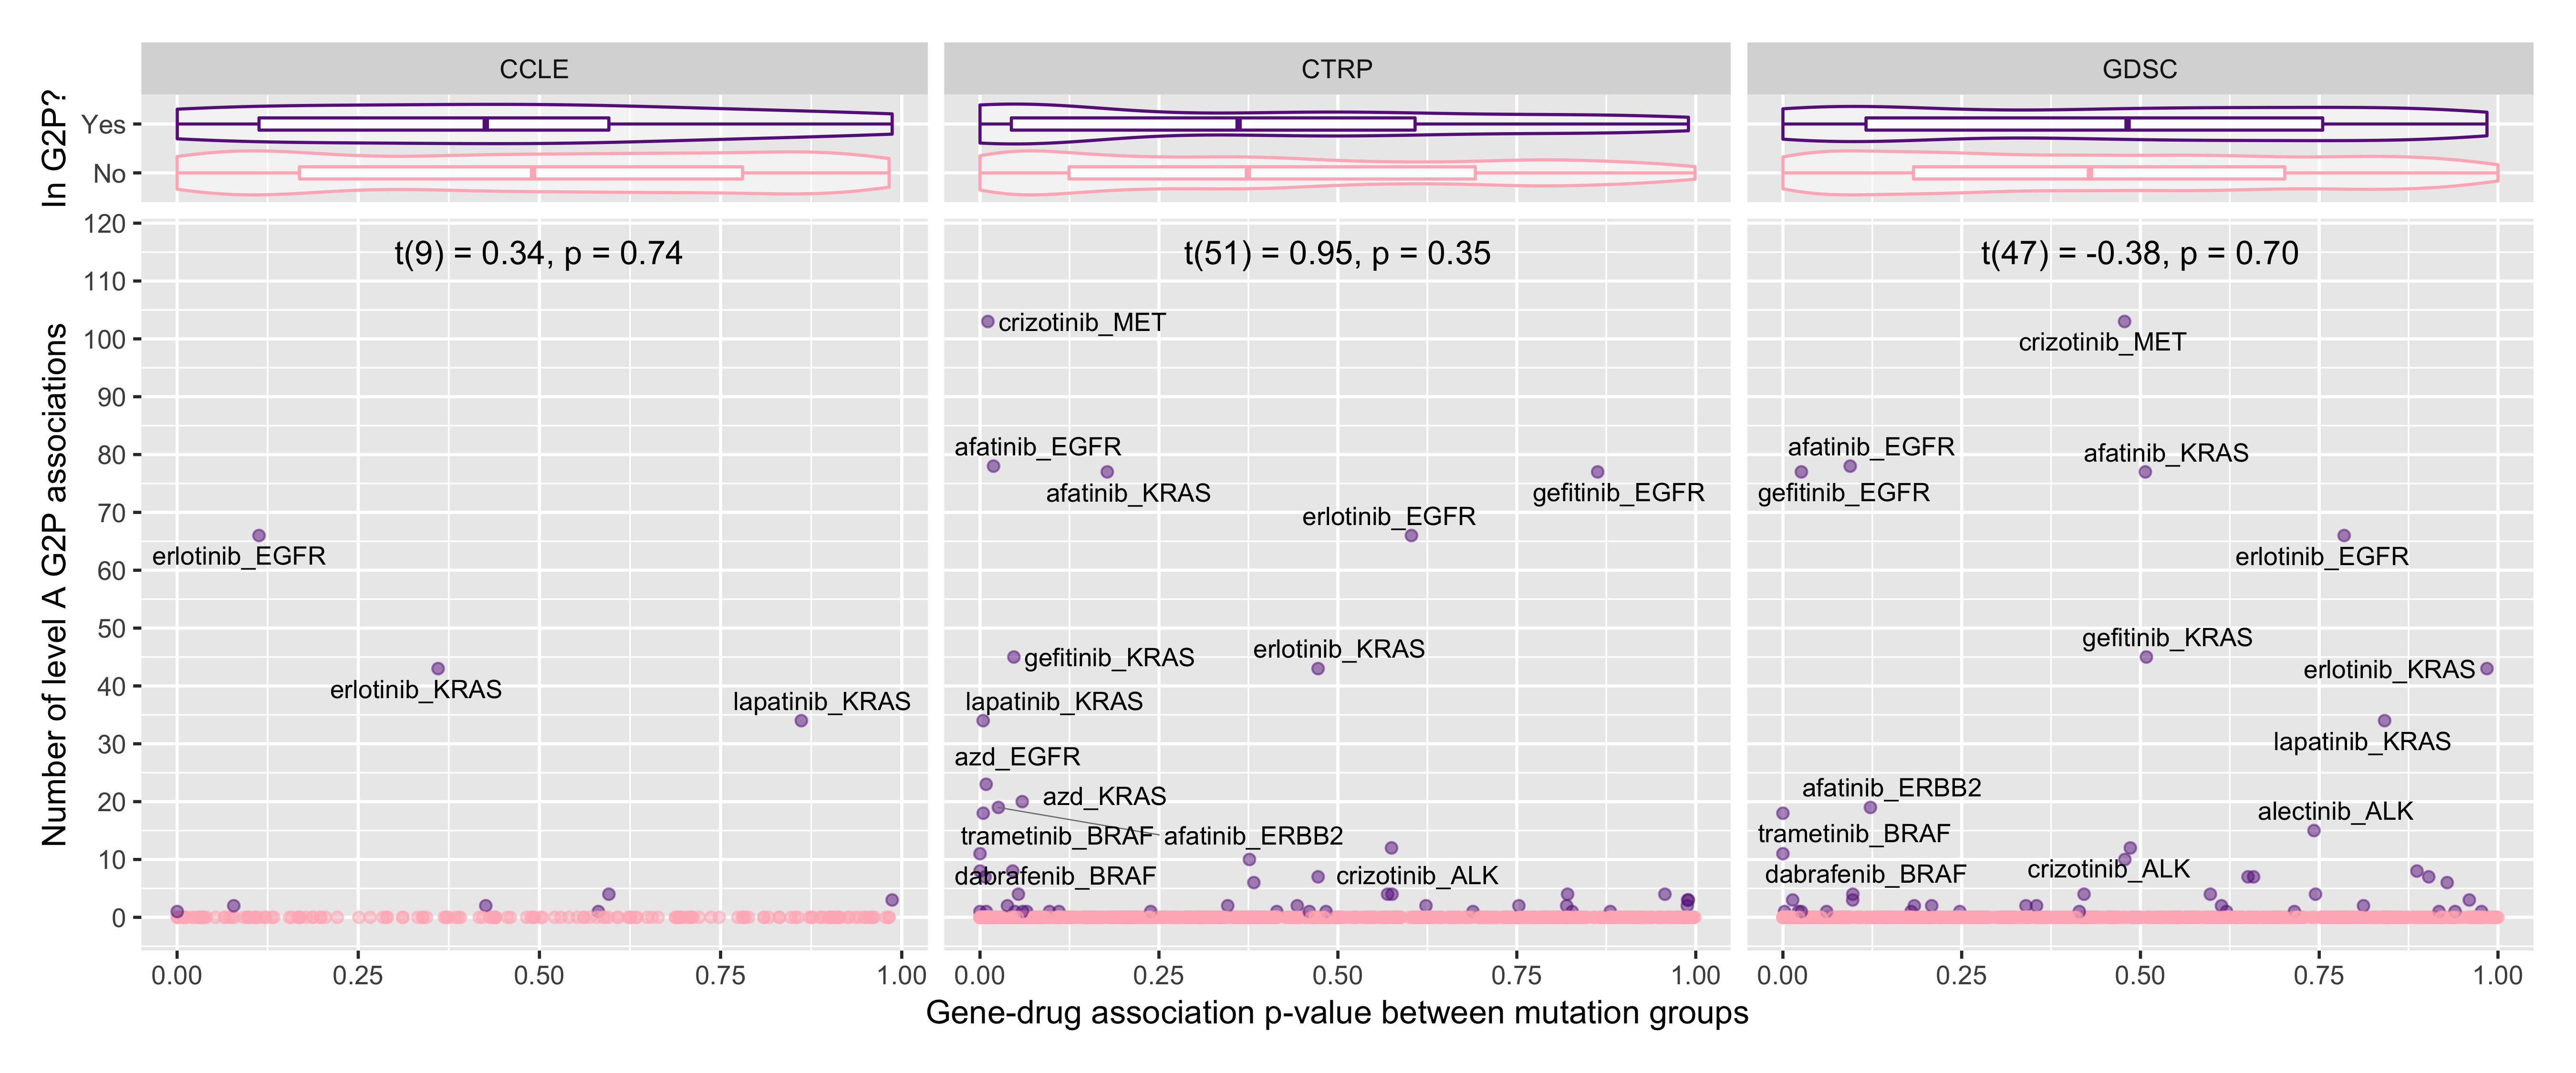 CCLE
CTRP
GDSC
In G2P?
Yes
No
Number of level A G2P associations
120
110
100
90
80
70
60
50
40
30
20
10
0
t(9) = 0.34, p = 0.74
erlotinib_EGFR
erlotinib_KRAS
lapatinib_KRAS
0.00 0.25 0.50 0.75 1.00
t(51) = 0.95, p = 0.35
crizotinib_MET
afatinib_EGFR
afatinib_KRAS
gefitinib_EGFR
erlotinib_EGFR
gefitinib_KRAS
erlotinib_KRAS
lapatinib_KRAS
azd_EGFR
azd_KRAS
trametinib_BRAF
afatinib_ERBB2
dabrafenib_BRAF
crizotinib_ALK
0.00 0.25 0.50 0.75 1.00
t(47) = -0.38, p = 0.70
crizotinib_MET
afatinib_EGFR
afatinib_KRAS
gefitinib_EGFR
erlotinib_EGFR
gefitinib_KRAS
erlotinib_KRAS
lapatinib_KRAS
afatinib_ERBB2
alectinib_ALK
trametinib_BRAF
crizotinib_ALK
dabrafenib_BRAF
0.00 0.25 0.50 0.75 1.00
Gene-drug association p-value between mutation groups